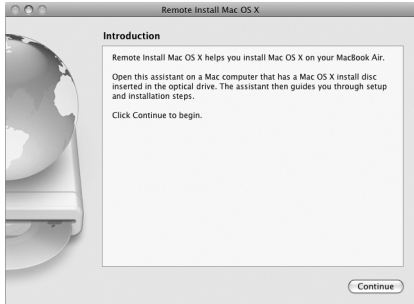 Remote Install Mac OS X
Introduction
Remote Install Mac OS X helps you install Mac OS X on your MacBook Air.
Open this assistant on a Mac computer that has a Mac OS X install disc
inserted in the optical drive. The assistant then guides you through setup
and installation steps.
Click Continue to begin.
Continue